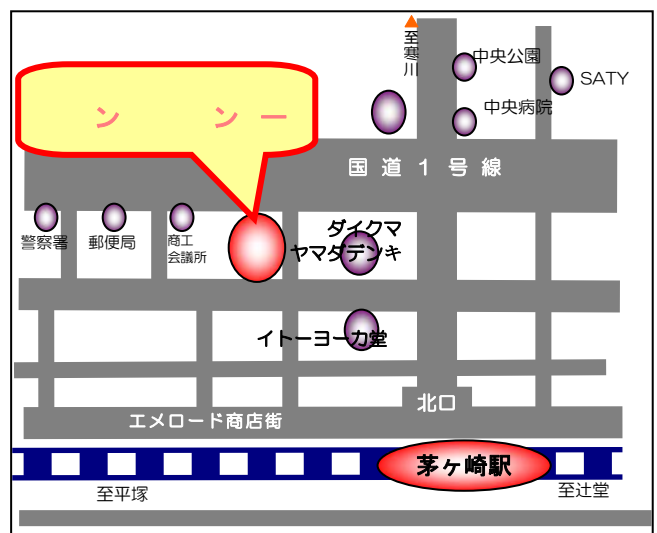 至寒川
中央公園
SATY
中央病院
ン ンー
国道1号線
警察署
郵便局
商工
会議所
ダイクマ
ヤマダデンキ
イトーヨーカ堂
北口
エメロード商店街
茅ヶ崎駅
至平塚
至辻堂